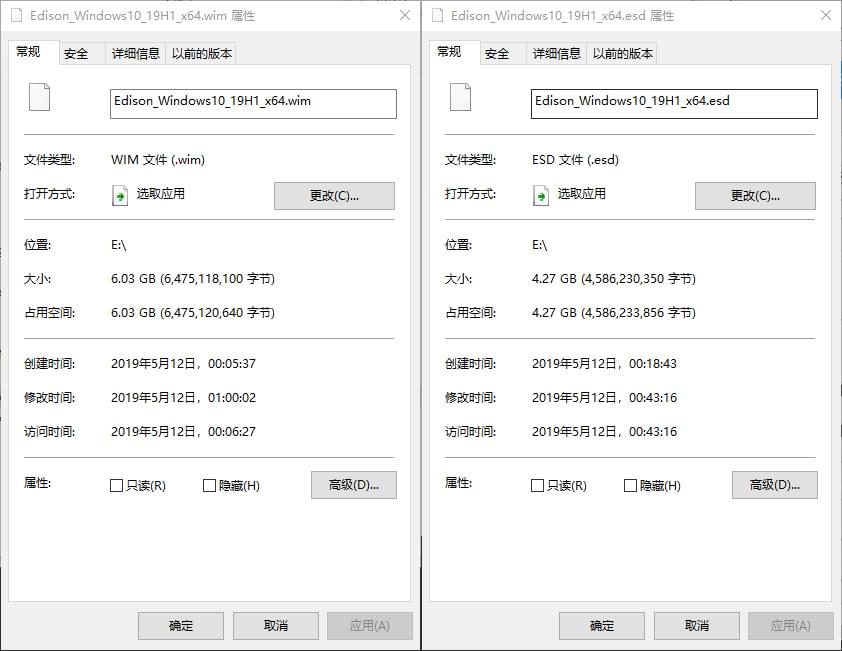 Edison_Windows10_19H1_x64.wim 属性
常规 安全 详细信息 以前的版本
Edison_Windows10_19H1_x64.wim
文件类型: WIM 文件 (.wim)
打开方式: 选取应用 更改(C)...
位置: E:\
大小: 6.03 GB (6,475,118,100 字节)
占用空间: 6.03 GB (6,475,120,640 字节)
创建时间: 2019年5月12日，00:05:37
修改时间: 2019年5月12日，01:00:02
访问时间: 2019年5月12日，00:06:27
属性: 只读(R) 隐藏(H) 高级(D)...
确定 取消 应用(A)
Edison_Windows10_19H1_x64.esd 属性
常规 安全 详细信息 以前的版本
Edison_Windows10_19H1_x64.esd
文件类型: ESD 文件 (.esd)
打开方式: 选取应用 更改(C)...
位置: E:\
大小: 4.27 GB (4,586,230,350 字节)
占用空间: 4.27 GB (4,586,233,856 字节)
创建时间: 2019年5月12日，00:18:43
修改时间: 2019年5月12日，00:43:16
访问时间: 2019年5月12日，00:43:16
属性: 只读(R) 隐藏(H) 高级(D)...
确定 取消 应用(A)